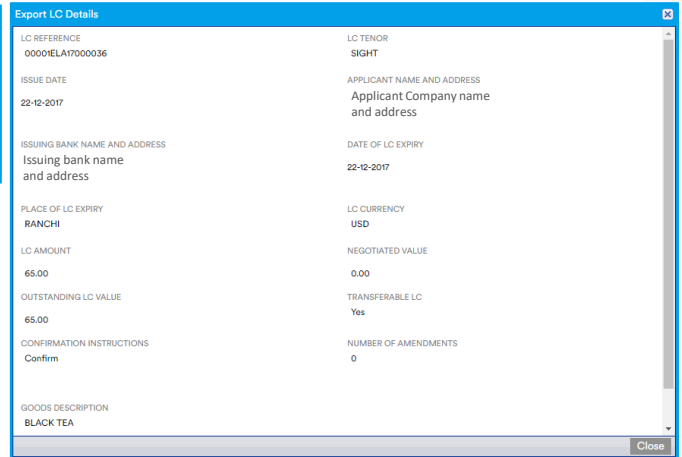 Export LC Details
LC REFERENCE
00001ELA17000036
LC TENOR
SIGHT
ISSUE DATE
22-12-2017
APPLICANT NAME AND ADDRESS
Applicant Company name
and address
ISSUING BANK NAME AND ADDRESS
Issuing bank name
and address
DATE OF LC EXPIRY
22-12-2017
PLACE OF LC EXPIRY
RANCHI
LC CURRENCY
USD
LC AMOUNT
65.00
NEGOTIATED VALUE
0.00
OUTSTANDING LC VALUE
65.00
TRANSFERABLE LC
Yes
CONFIRMATION INSTRUCTIONS
Confirm
NUMBER OF AMENDMENTS
0
GOODS DESCRIPTION
BLACK TEA
Close